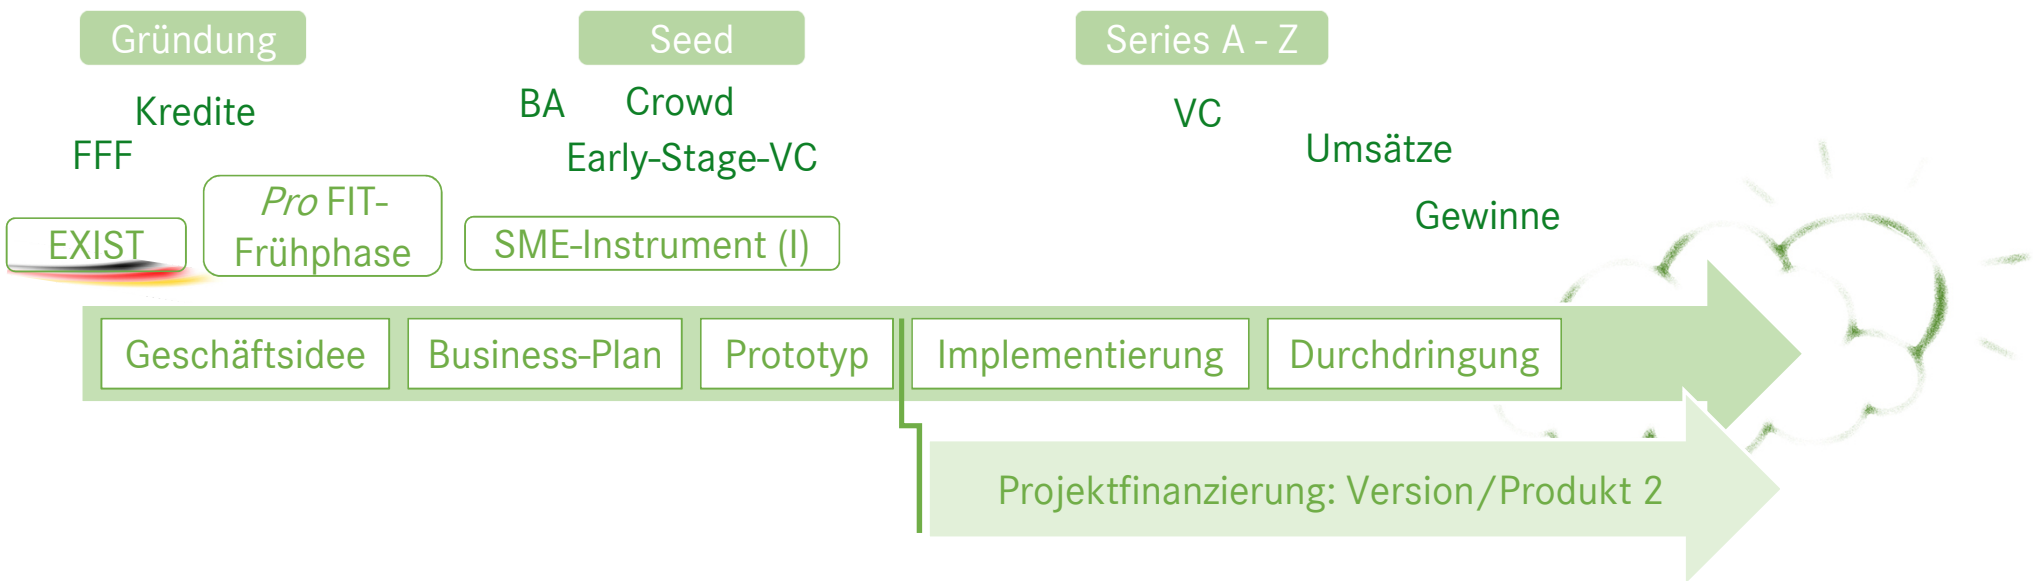 Gründung
Seed
Series A - Z
Kredite
FFF
BA
Crowd
Early-Stage-VC
VC
Umsätze
Gewinne
EXIST
Pro FIT-
Frühphase
SME-Instrument (I)
Geschäftsidee
Business-Plan
Prototyp
Implementierung
Durchdringung
Projektfinanzierung: Version/Produkt 2